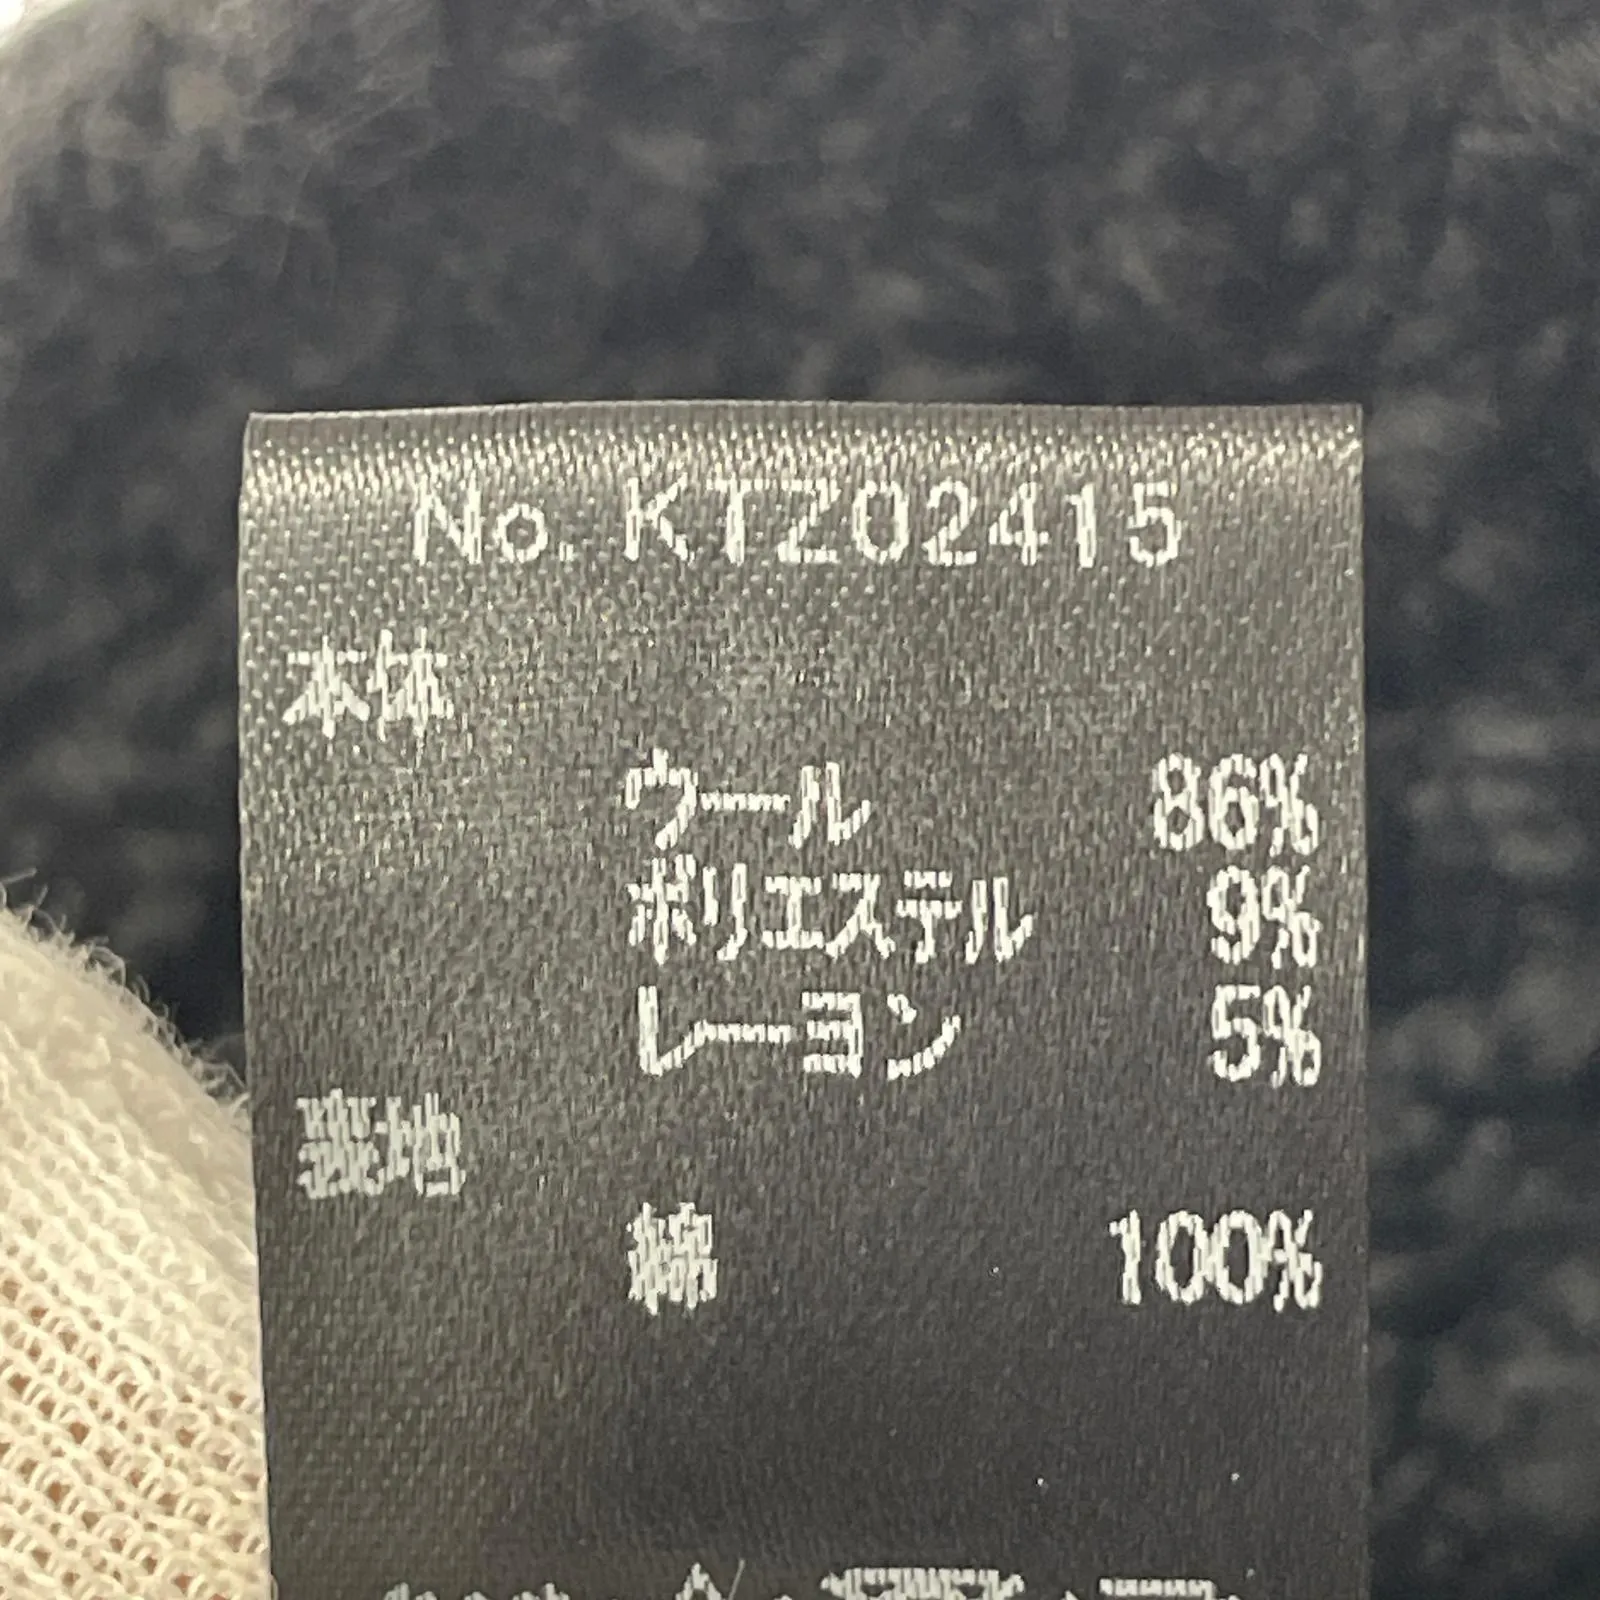 No. KTZ02415
本体
ウール 86%
ポリエステル 9%
レーヨン 5%
裏地
綿 100%